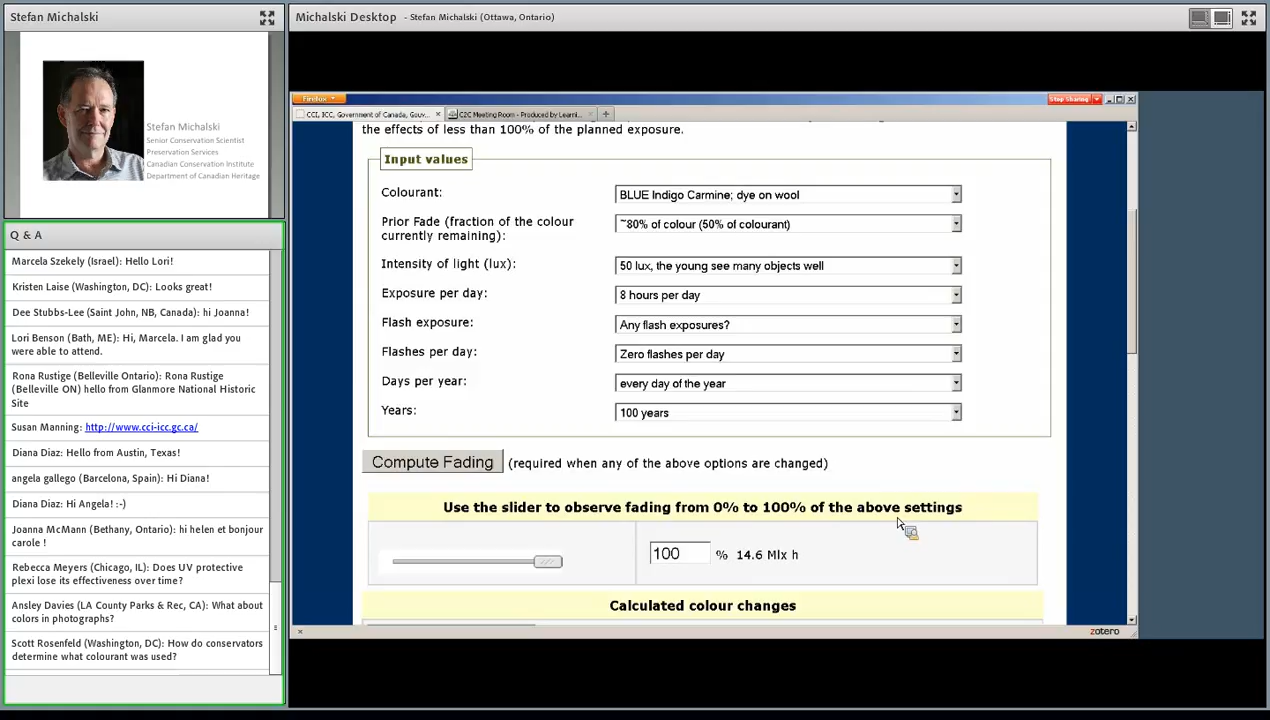 Stefan Michalski
Stefan Michalski
Senior Conservation Scientist
Preservation Services
Canadian Conservation Institute
Department of Canadian Heritage
Q & A
Marcela Szekely (Israel): Hello Lori!
Kristen Laise (Washington, DC): Looks great!
Dee Stubbs-Lee (Saint John, NB, Canada): hi Joanna!
Lori Benson (Bath, ME): Hi, Marcela. I am glad you
were able to attend.
Rona Rustige (Belleville Ontario): Rona Rustige
(Belleville ON) hello from Glanmore National Historic
Site
Susan Manning: http://www.cci-icc.gc.ca/
Diana Diaz: Hello from Austin, Texas!
angela gallego (Barcelona, Spain): Hi Diana!
Diana Diaz: Hi Angela! :-)
Joanna McMann (Bethany, Ontario): hi helen et bonjour
carole !
Rebecca Meyers (Chicago, IL): Does UV protective
plexi lose its effectiveness over time?
Ansley Davies (LA County Parks & Rec, CA): What about
colors in photographs?
Scott Rosenfeld (Washington, DC): How do conservators
determine what colourant was used?
Michalski Desktop - Stefan Michalski (Ottawa, Ontario)
Firefox
Stop Sharing
CCI, ICC, Government of Canada, Gouv...
C2C Meeting Room - Produced by Learni...
the effects of less than 100% of the planned exposure.
Input values
Colourant: BLUE Indigo Carmine; dye on wool
Prior Fade (fraction of the colour
currently remaining): ~80% of colour (50% of colourant)
Intensity of light (lux): 50 lux, the young see many objects well
Exposure per day: 8 hours per day
Flash exposure: Any flash exposures?
Flashes per day: Zero flashes per day
Days per year: every day of the year
Years: 100 years
Compute Fading (required when any of the above options are changed)
Use the slider to observe fading from 0% to 100% of the above settings
100 % 14.6 Mlx h
Calculated colour changes
zotero